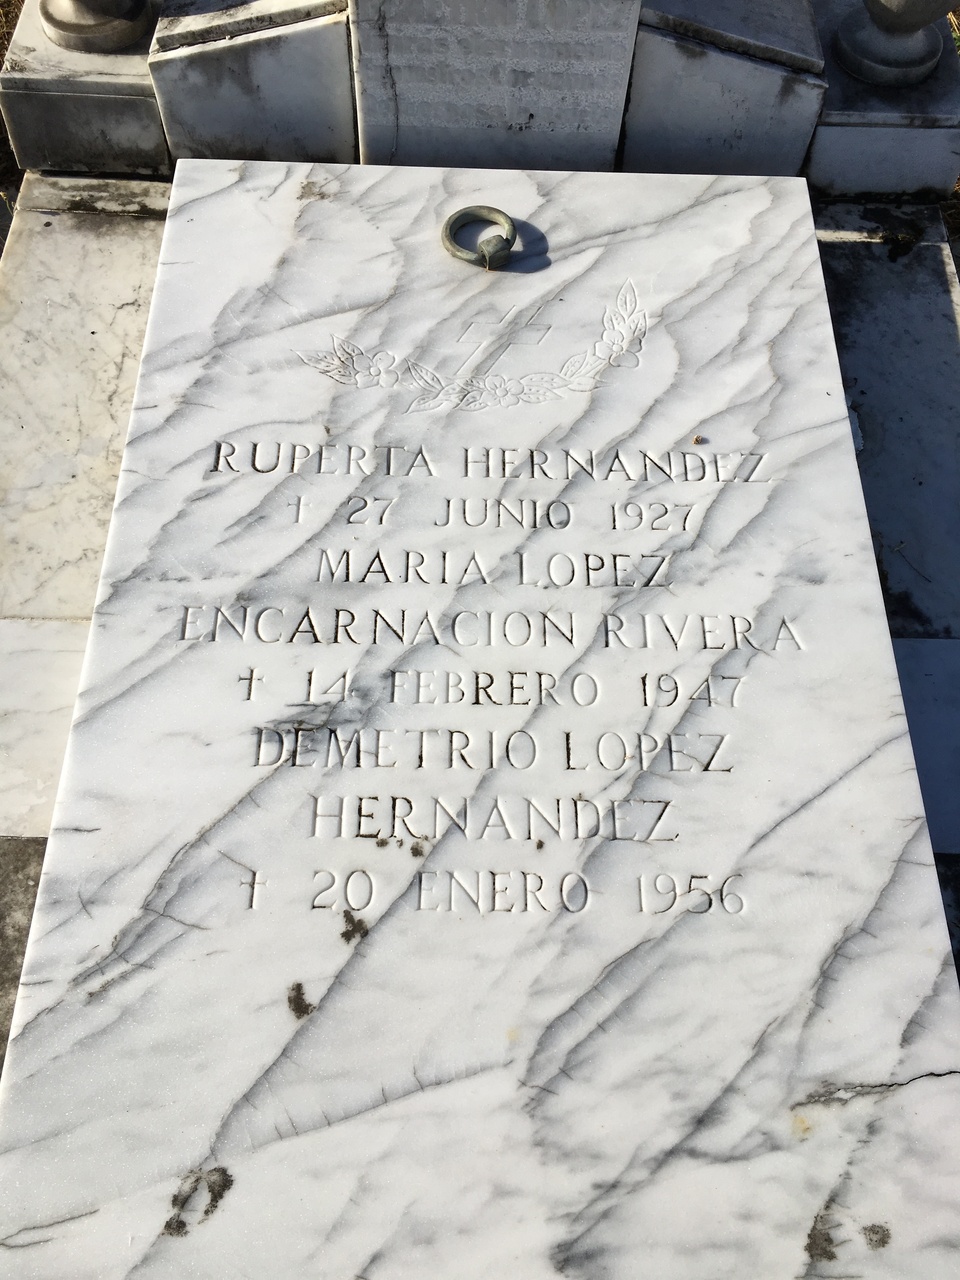 RUPERTA HERNANDEZ
† 27 JUNIO 1927
MARIA LOPEZ
ENCARNACION RIVERA
† 14 FEBRERO 1947
DEMETRIO LOPEZ
HERNANDEZ
† 20 ENERO 1956